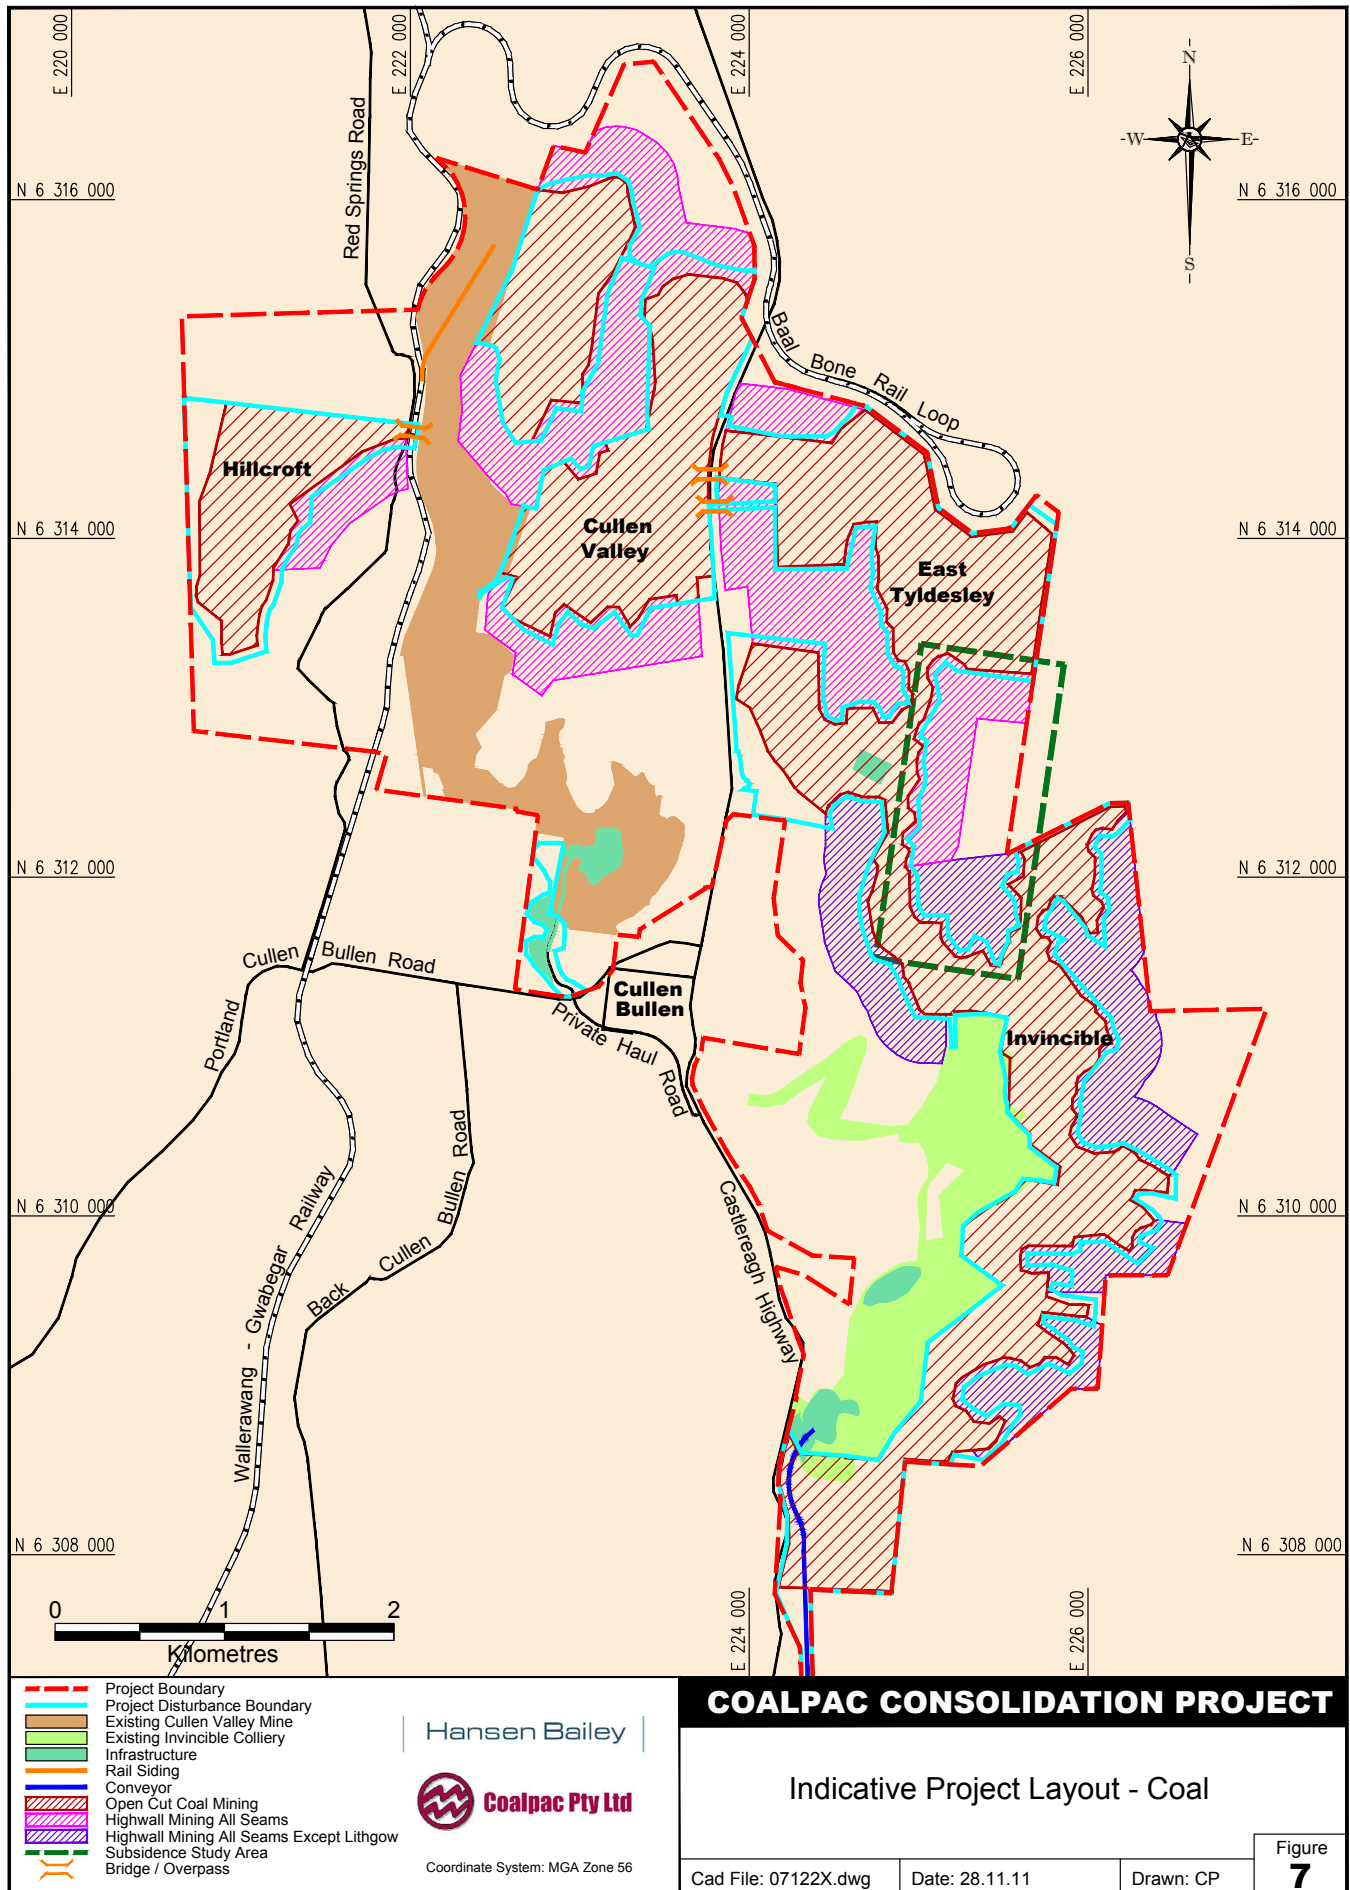 E 220 000
E 222 000
E 224 000
E 226 000
N
W
E
S
Red Springs Road
N 6 316 000
N 6 316 000
Baal Bone Rail Loop
Hillcroft
Cullen
Valley
N 6 314 000
N 6 314 000
East
Tyldesley
N 6 312 000
N 6 312 000
Cullen Bullen Road
Portland
Cullen
Bullen
Private Haul Road
Invincible
Back Cullen Bullen Road
Wallerawang - Gwabegar Railway
Castlereagh Highway
N 6 310 000
N 6 310 000
N 6 308 000
N 6 308 000
E 224 000
E 226 000
0 1 2
Kilometres
Project Boundary
Project Disturbance Boundary
Existing Cullen Valley Mine
Existing Invincible Colliery
Infrastructure
Rail Siding
Conveyor
Open Cut Coal Mining
Highwall Mining All Seams
Highwall Mining All Seams Except Lithgow
Subsidence Study Area
Bridge / Overpass
Hansen Bailey
Coalpac Pty Ltd
Coordinate System: MGA Zone 56
COALPAC CONSOLIDATION PROJECT
Indicative Project Layout - Coal
Cad File: 07122X.dwg
Date: 28.11.11
Drawn: CP
Figure
7